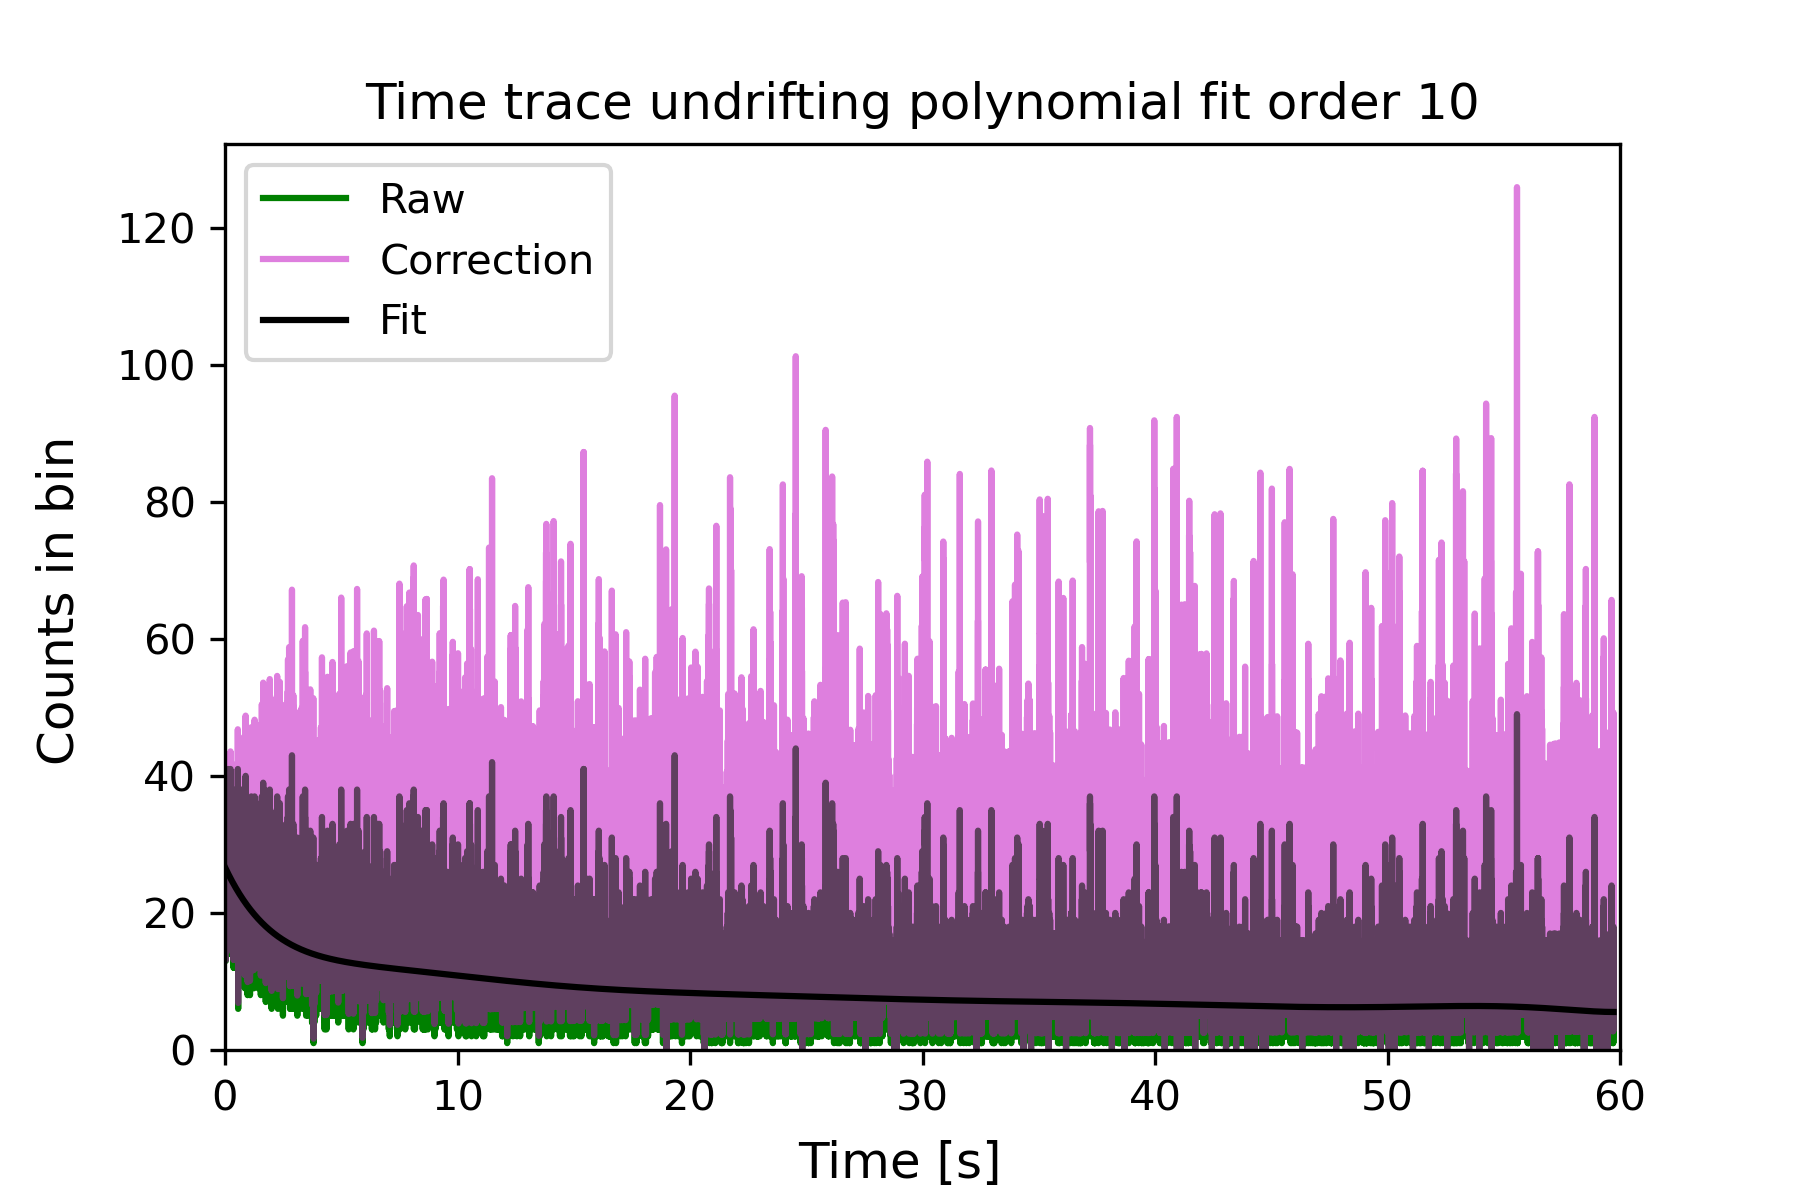 Time trace undrifting polynomial fit order 10
Raw
Correction
Fit
Counts in bin
120
100
80
60
40
20
0
0 10 20 30 40 50 60
Time [s]